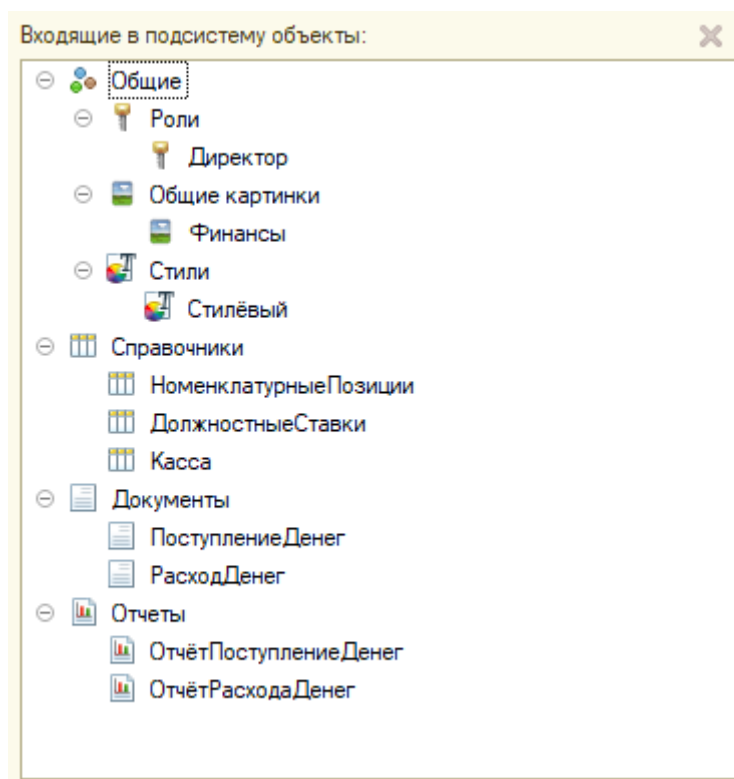 Входящие в подсистему объекты:
Общие
Роли
Директор
Общие картинки
Финансы
Стили
Стилёвый
Справочники
НоменклатурныеПозиции
ДолжностныеСтавки
Касса
Документы
ПоступлениеДенег
РасходДенег
Отчеты
ОтчётПоступлениеДенег
ОтчётРасходаДенег